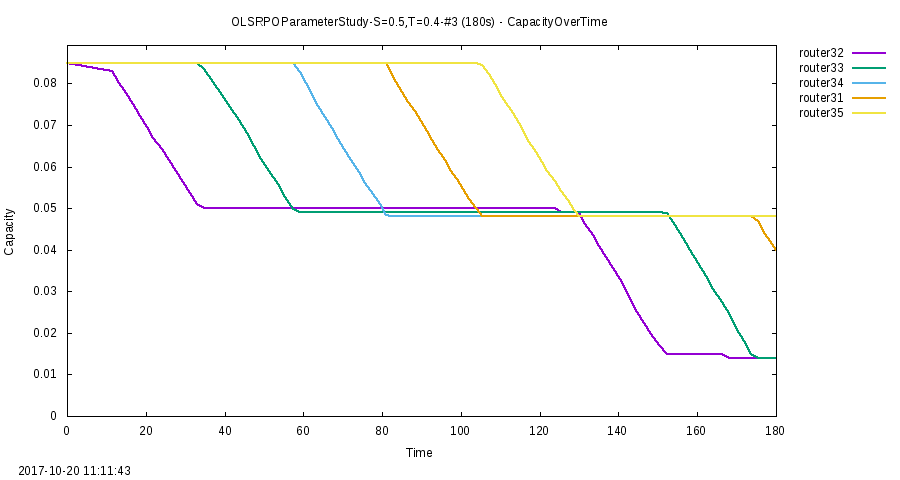 OLSRPOParameterStudy-S=0.5,T=0.4-#3 (180s) - CapacityOverTime
router32
router33
router34
router31
router35
0.08
0.07
0.06
0.05
0.04
0.03
0.02
0.01
0
Capacity
0 20 40 60 80 100 120 140 160 180
Time
2017-10-20 11:11:43